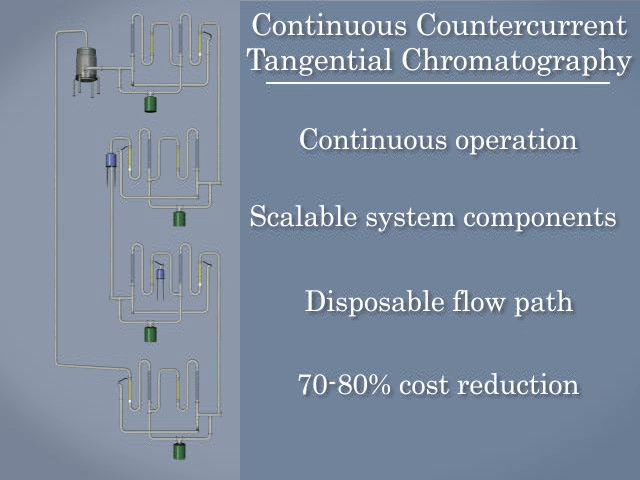 Continuous Countercurrent
Tangential Chromatography
Continuous operation
Scalable system components
Disposable flow path
70-80% cost reduction